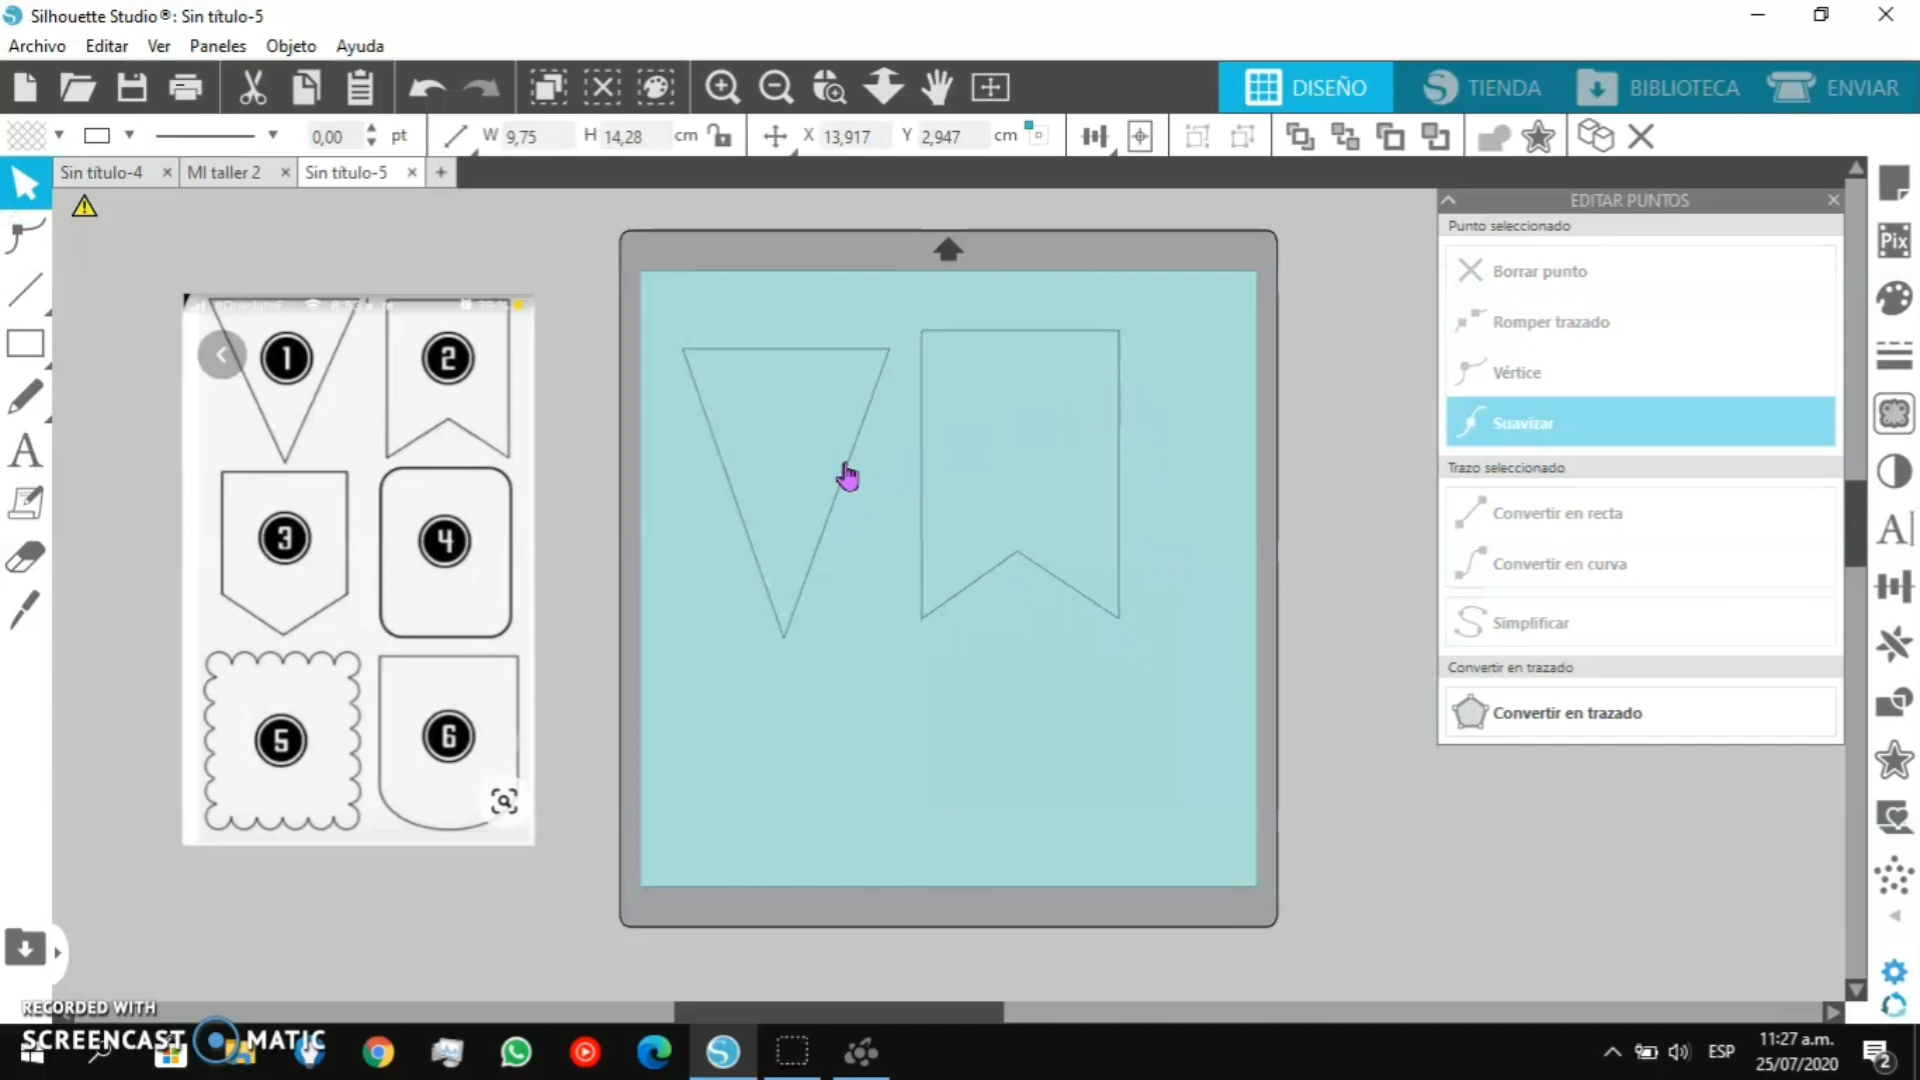 Silhouette Studio®: Sin título-5
Archivo Editar Ver Paneles Objeto Ayuda
DISEÑO TIENDA BIBLIOTECA ENVIAR
0,00 pt W 9,75 H 14,28 cm X 13,917 Y 2,947 cm
Sin título-4 MI taller 2 Sin título-5
EDITAR PUNTOS
Punto seleccionado
Borrar punto
Romper trazado
Vértice
Suavizar
Trazo seleccionado
Convertir en recta
Convertir en curva
Simplificar
Convertir en trazado
Convertir en trazado
Pix
1 2
3 4
5 6
RECORDED WITH
SCREENCAST MATIC
ESP
11:27 a.m.
25/07/2020
2